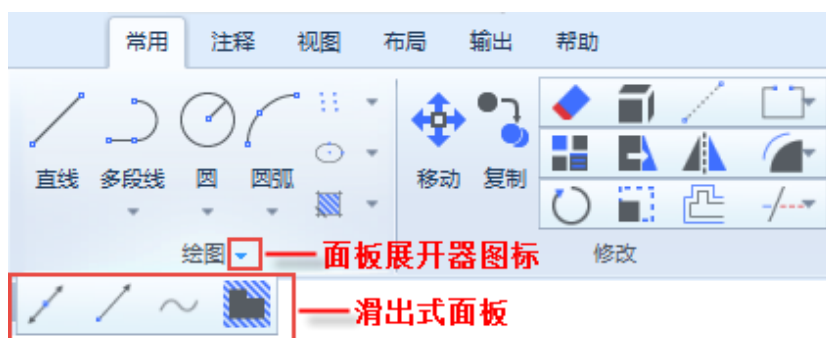 常用 注释 视图 布局 输出 帮助
直线 多段线 圆 圆弧 移动 复制
绘图 面板展开器图标 修改
滑出式面板